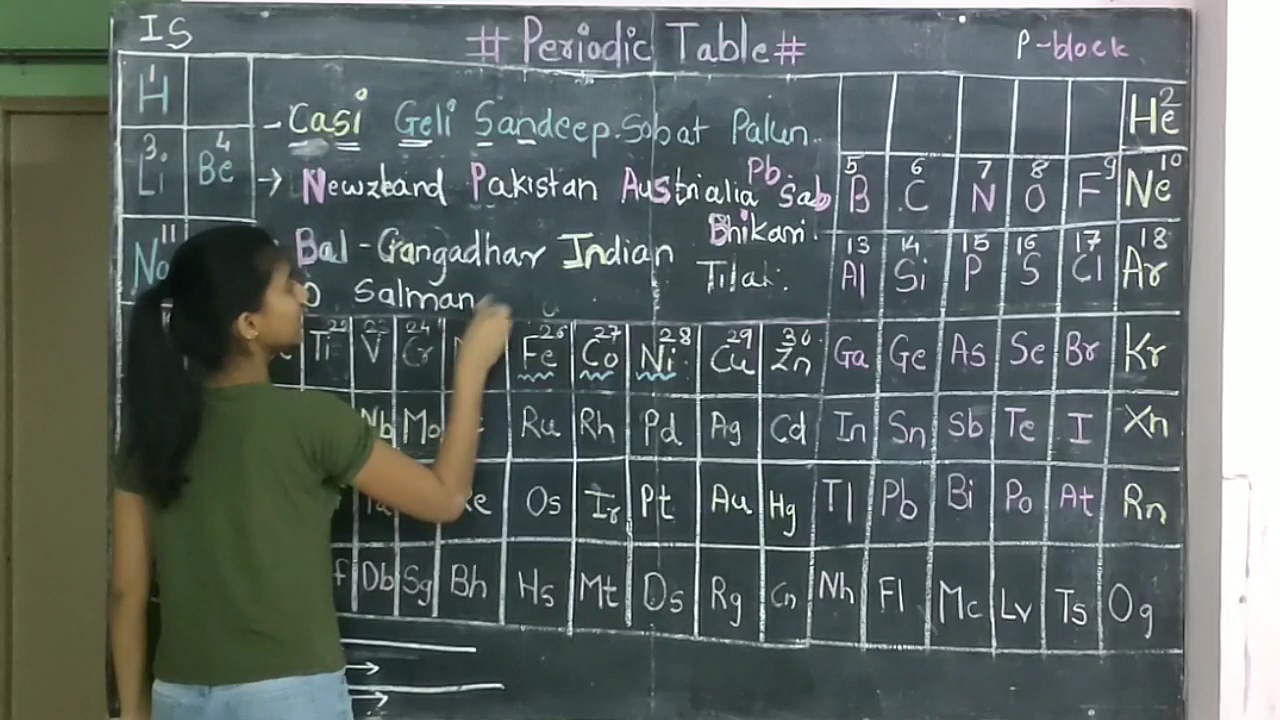 IS # Periodic Table # P-block
H 1 He 2
- Casi Geli Sandeep. Sobat Palun.
Li 3. Be 4 B 5 C 6 N 7 O 8 F 9 Ne 10
→ Newzealand Pakistan Austrialia Pb Sab
Bhikari.
11 Al 13 Si 14 P 15 S 16 Cl 17 Ar 18
Bal - Gangadhar Indian Tilak.
Salman
Ti V 23 Cr 24 Fe 26 Co 27 Ni 28 Cu 29 Zn 30. Ga Ge As Se Br Kr
Nb Mo Ru Rh Pd Ag Cd In Sn Sb Te I Xn
Os Ir Pt Au Hg Tl Pb Bi Po At Rn
Db Sg Bh Hs Mt Ds Rg Cn Nh Fl Mc Lv Ts Og